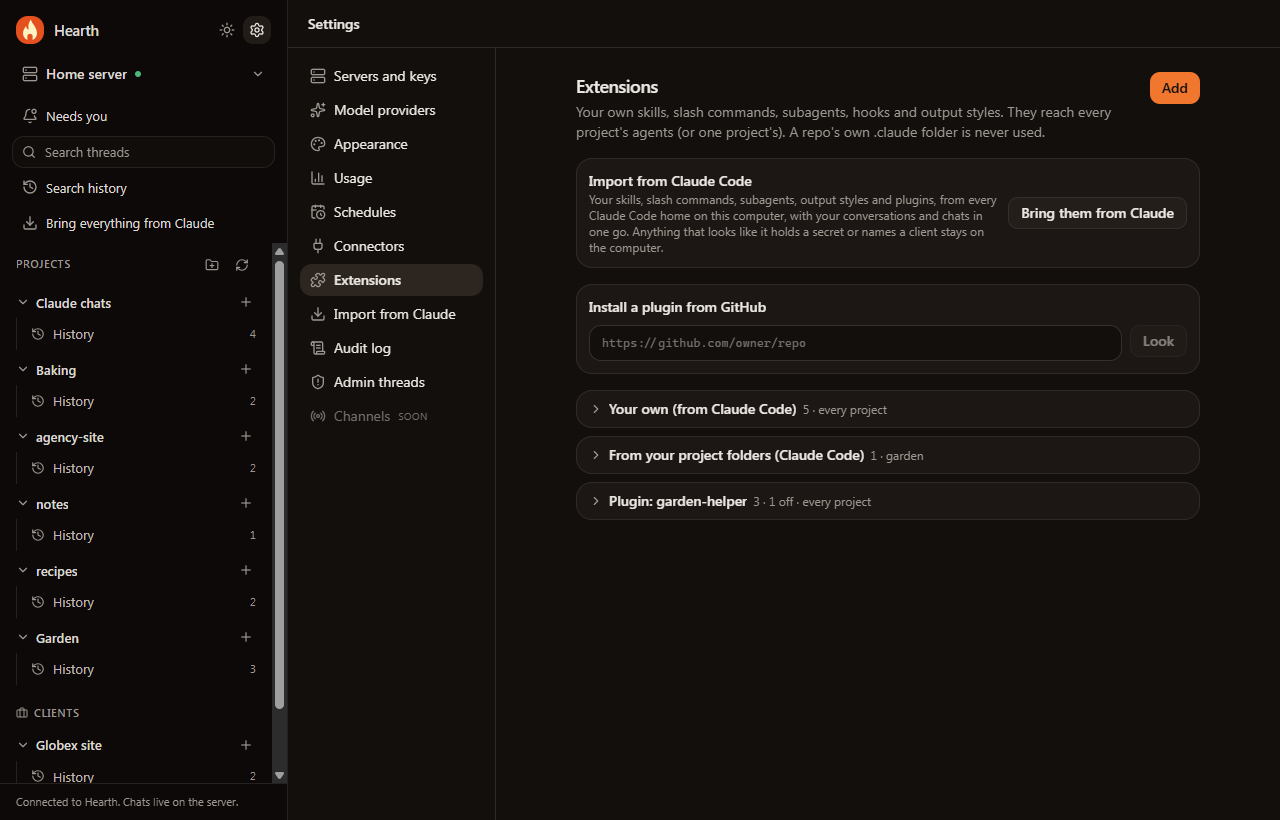 Hearth
Home server
Needs you
Search threads
Search history
Bring everything from Claude
PROJECTS
Claude chats
History 4
Baking
History 2
agency-site
History 2
notes
History 1
recipes
History 2
Garden
History 3
CLIENTS
Globex site
History 2
Connected to Hearth. Chats live on the server.
Settings
Servers and keys
Model providers
Appearance
Usage
Schedules
Connectors
Extensions
Import from Claude
Audit log
Admin threads
Channels SOON
Extensions
Add
Your own skills, slash commands, subagents, hooks and output styles. They reach every
project's agents (or one project's). A repo's own .claude folder is never used.
Import from Claude Code
Your skills, slash commands, subagents, output styles and plugins, from every
Claude Code home on this computer, with your conversations and chats in
one go. Anything that looks like it holds a secret or names a client stays on
the computer.
Bring them from Claude
Install a plugin from GitHub
https://github.com/owner/repo
Look
Your own (from Claude Code) 5 · every project
From your project folders (Claude Code) 1 · garden
Plugin: garden-helper 3 · 1 off · every project